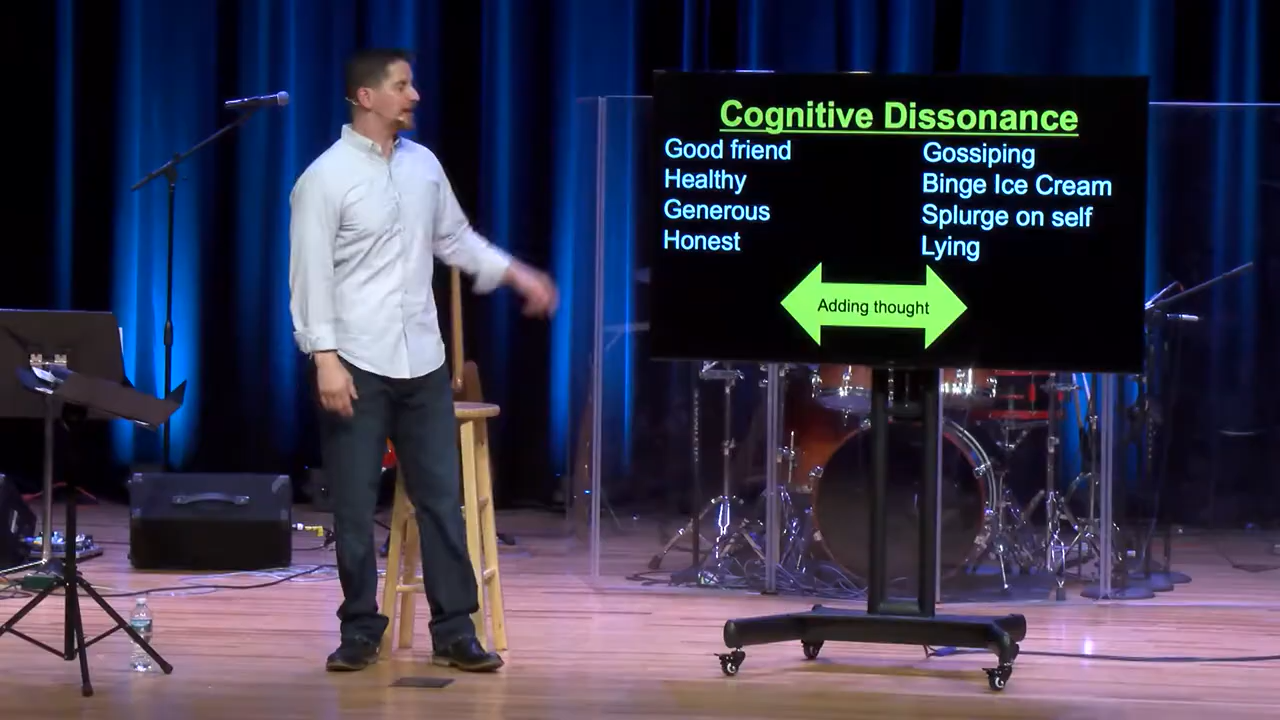 Cognitive Dissonance
Good friend
Healthy
Generous
Honest
Gossiping
Binge Ice Cream
Splurge on self
Lying
Adding thought